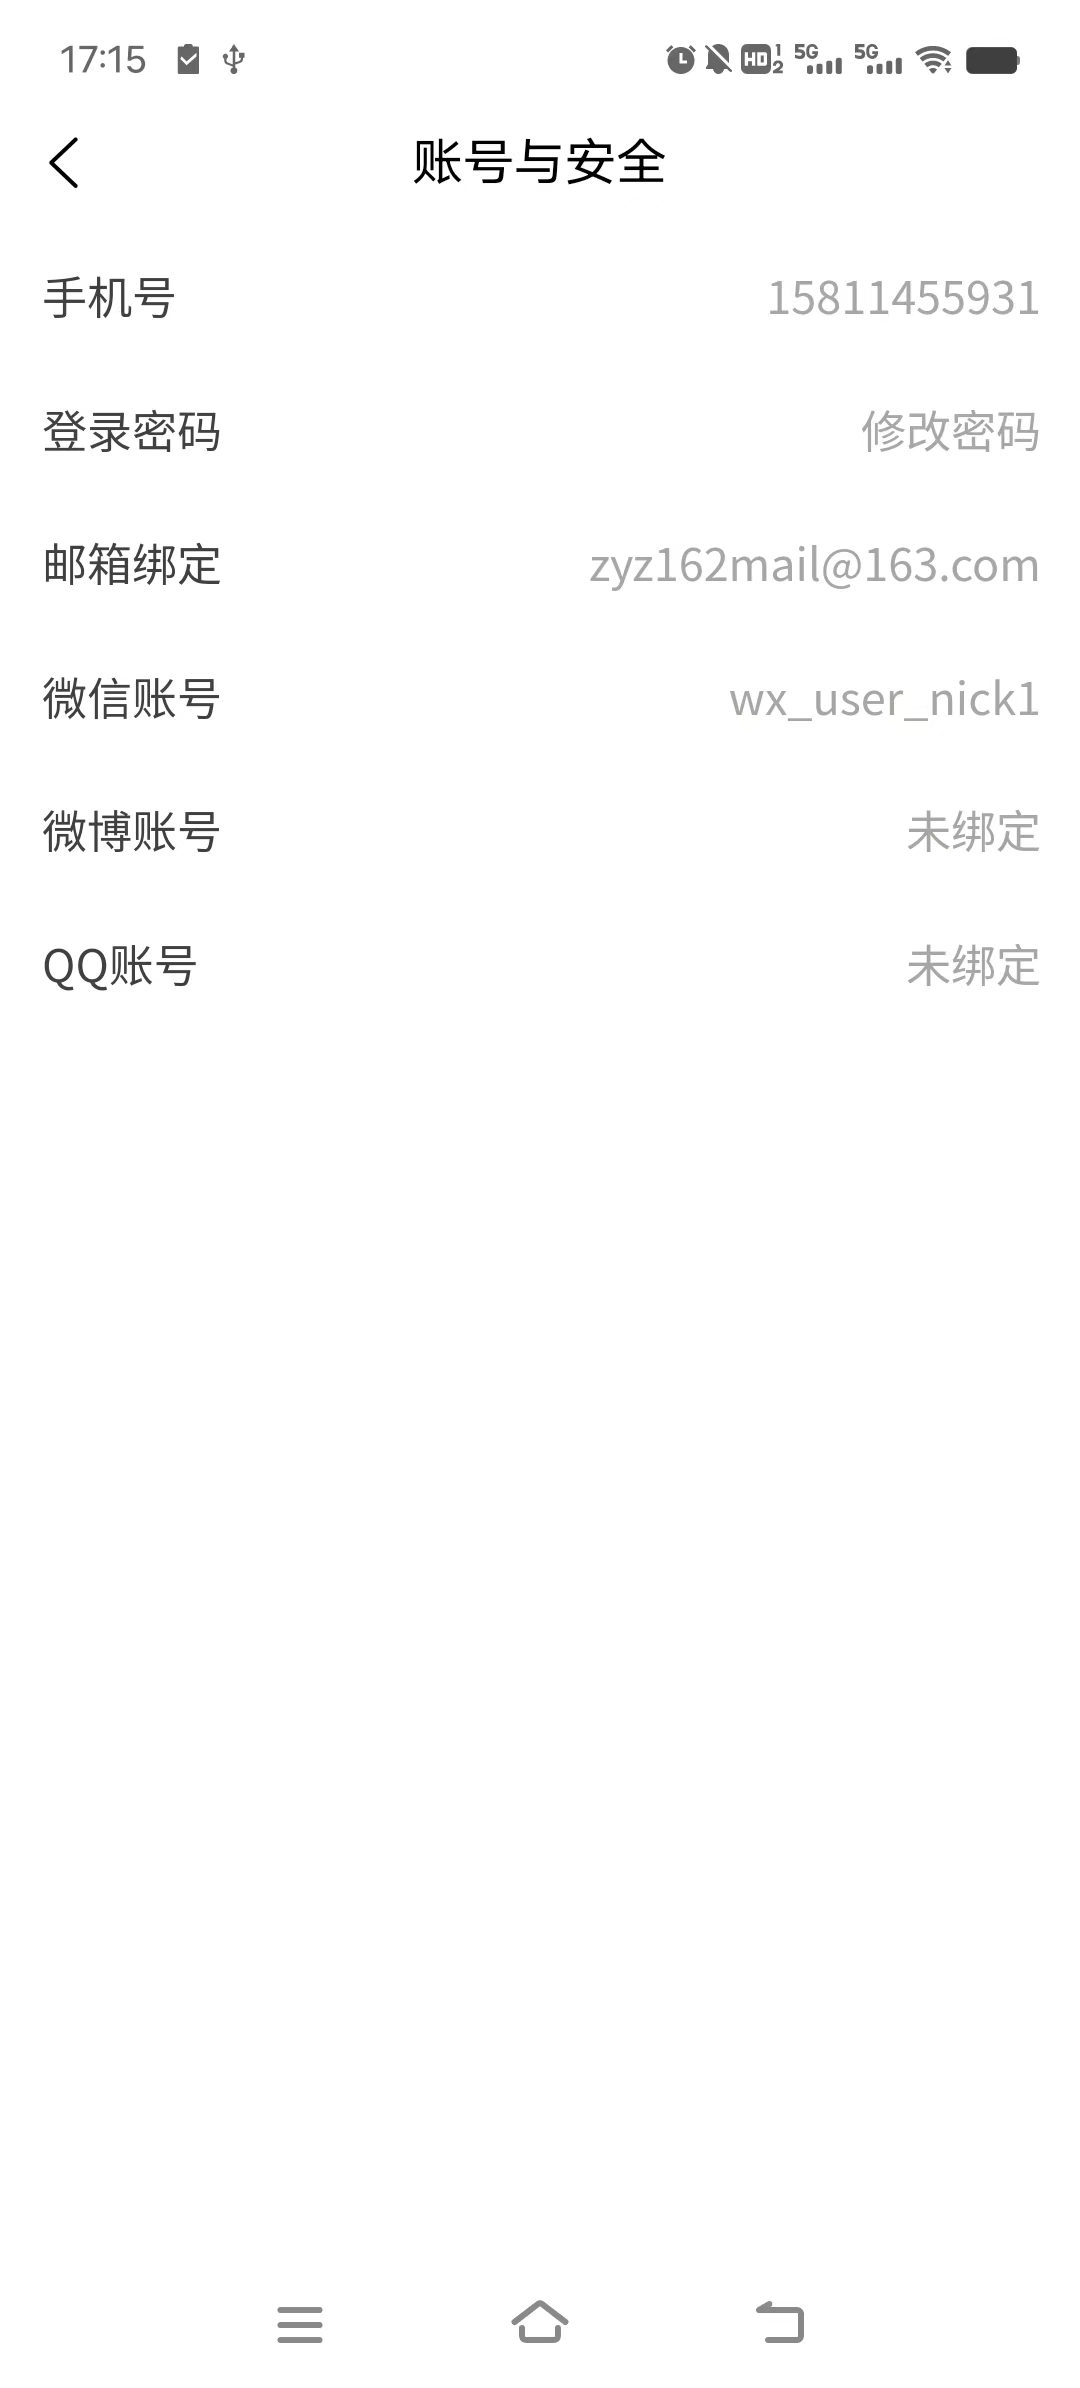 17:15 HD 1 2 5G 5G
账号与安全
手机号 15811455931
登录密码 修改密码
邮箱绑定 zyz162mail@163.com
微信账号 wx_user_nick1
微博账号 未绑定
QQ账号 未绑定